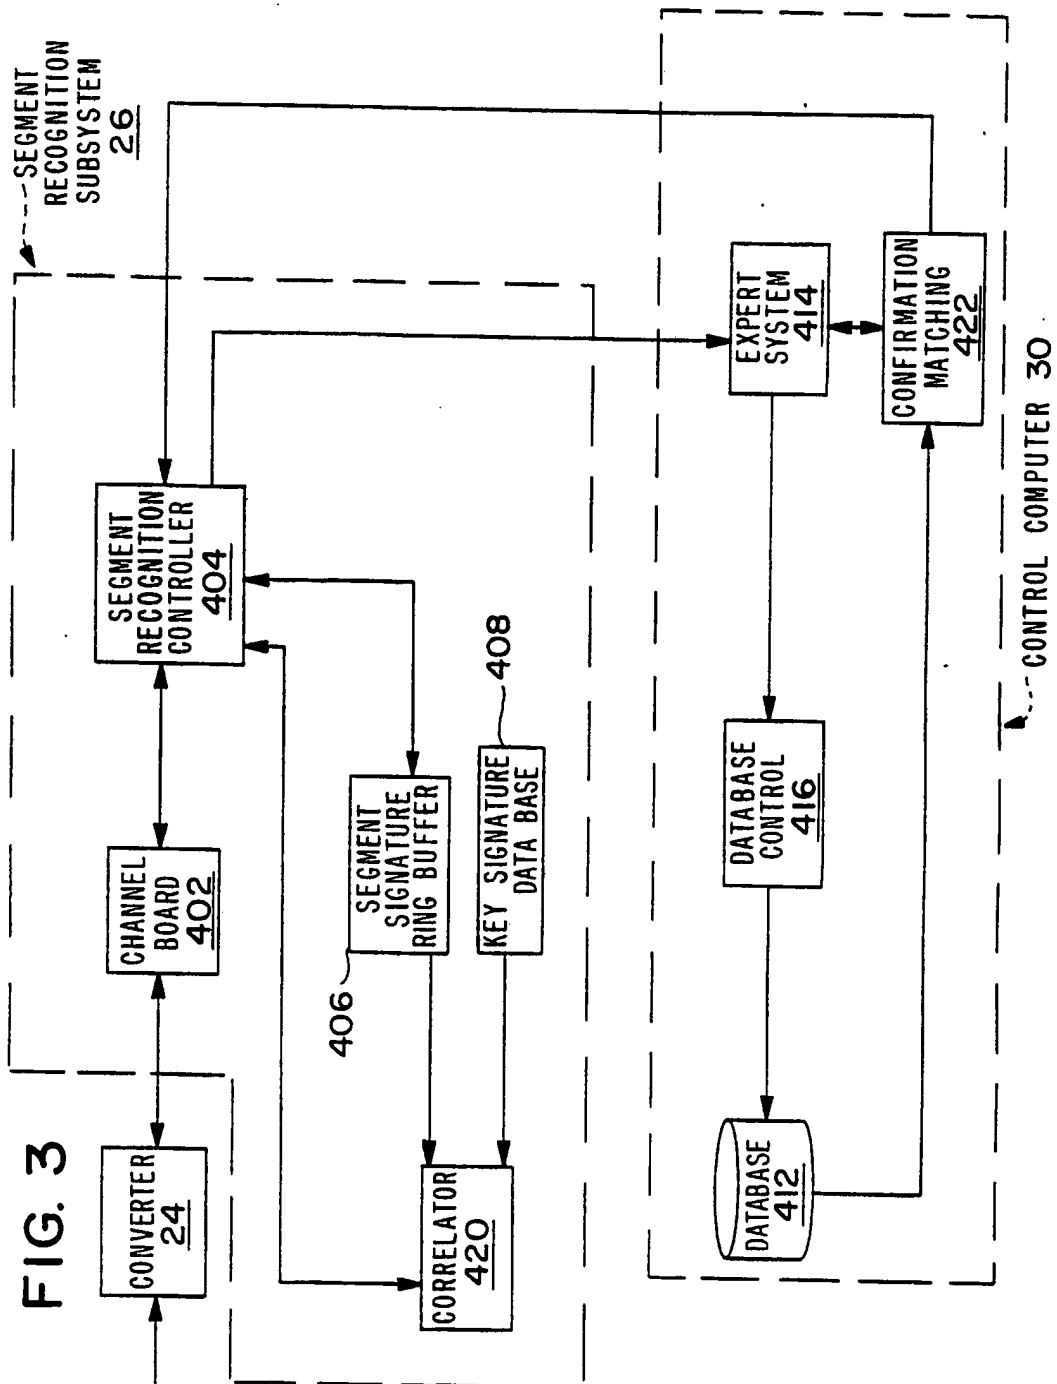 FIG. 3
SEGMENT
RECOGNITION
SUBSYSTEM
26
CONVERTER
24
CHANNEL
BOARD
402
SEGMENT
RECOGNITION
CONTROLLER
404
406
SEGMENT
SIGNATURE
RING BUFFER
KEY SIGNATURE
DATA BASE
408
CORRELATOR
420
DATABASE
412
DATABASE
CONTROL
416
EXPERT
SYSTEM
414
CONFIRMATION
MATCHING
422
CONTROL COMPUTER 30